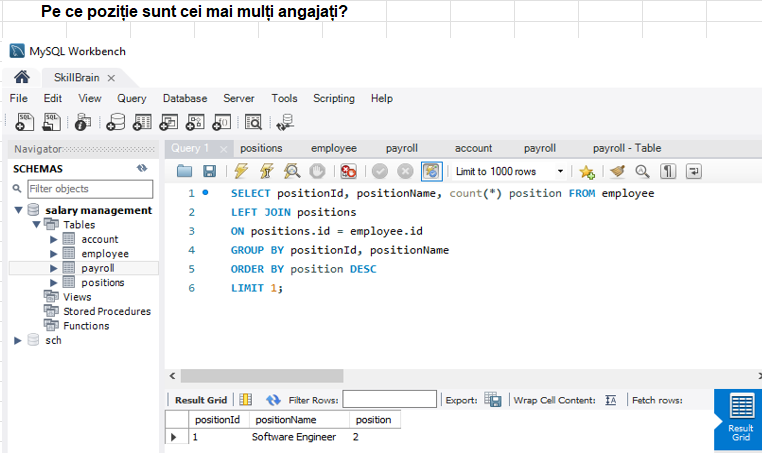 Pe ce poziție sunt cei mai mulți angajați?
MySQL Workbench
SkillBrain
File Edit View Query Database Server Tools Scripting Help
Navigator
Query 1 positions employee payroll account payroll payroll - Table
SCHEMAS
Limit to 1000 rows
Filter objects
1 SELECT positionId, positionName, count(*) position FROM employee
2 LEFT JOIN positions
3 ON positions.id = employee.id
4 GROUP BY positionId, positionName
5 ORDER BY position DESC
6 LIMIT 1;
salary management
Tables
account
employee
payroll
positions
Views
Stored Procedures
Functions
sch
Result Grid Filter Rows: Export: Wrap Cell Content: Fetch rows:
positionId positionName position
1 Software Engineer 2
Result
Grid